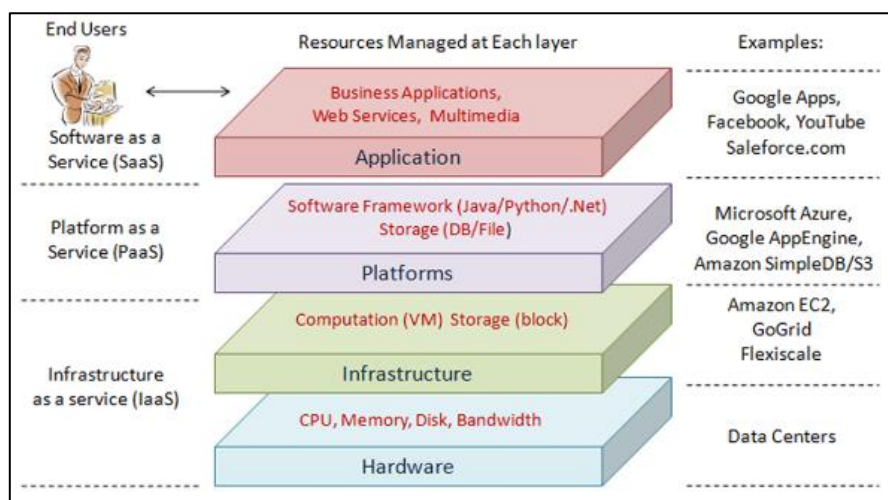 End Users
Resources Managed at Each layer
Examples:
Business Applications,
Web Services, Multimedia
Application
Software as a
Service (SaaS)
Google Apps,
Facebook, YouTube
Saleforce.com
Software Framework (Java/Python/.Net)
Storage (DB/File)
Platforms
Platform as a
Service (PaaS)
Microsoft Azure,
Google AppEngine,
Amazon SimpleDB/S3
Computation (VM) Storage (block)
Infrastructure
Amazon EC2,
GoGrid
Flexiscale
Infrastructure
as a service (IaaS)
CPU, Memory, Disk, Bandwidth
Hardware
Data Centers